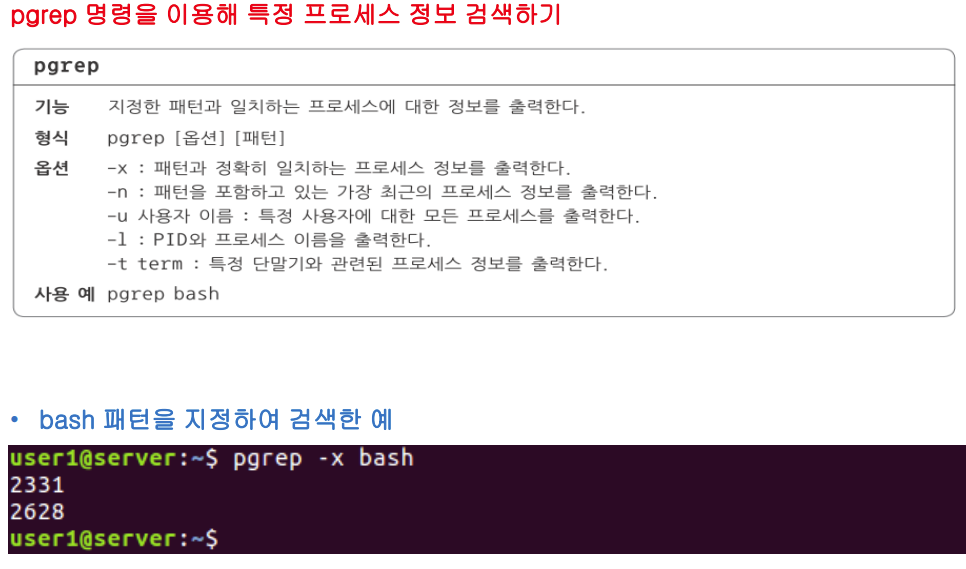 pgrep 명령을 이용해 특정 프로세스 정보 검색하기
pgrep
기능 지정한 패턴과 일치하는 프로세스에 대한 정보를 출력한다.
형식 pgrep [옵션] [패턴]
옵션 -x : 패턴과 정확히 일치하는 프로세스 정보를 출력한다.
-n : 패턴을 포함하고 있는 가장 최근의 프로세스 정보를 출력한다.
-u 사용자 이름 : 특정 사용자에 대한 모든 프로세스를 출력한다.
-l : PID와 프로세스 이름을 출력한다.
-t term : 특정 단말기와 관련된 프로세스 정보를 출력한다.
사용 예 pgrep bash
• bash 패턴을 지정하여 검색한 예
user1@server:~$ pgrep -x bash
2331
2628
user1@server:~$